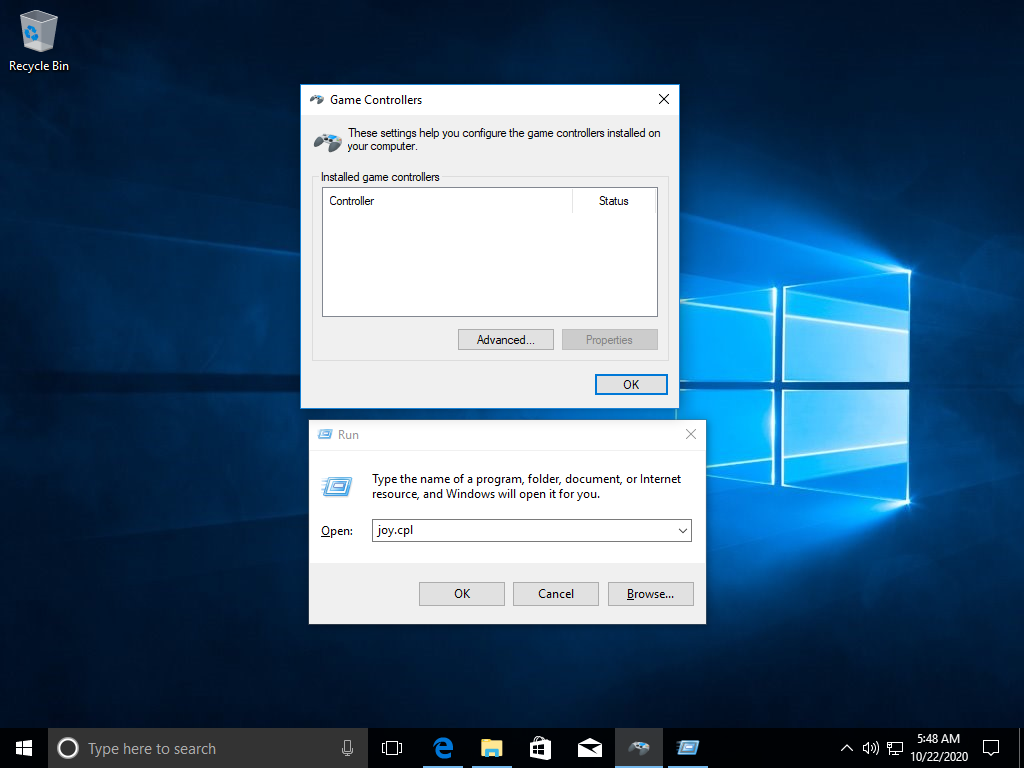 Recycle Bin
Game Controllers
These settings help you configure the game controllers installed on
your computer.
Installed game controllers
Controller Status
Advanced... Properties
OK
Run
Type the name of a program, folder, document, or Internet
resource, and Windows will open it for you.
Open: joy.cpl
OK Cancel Browse...
Type here to search
5:48 AM
10/22/2020